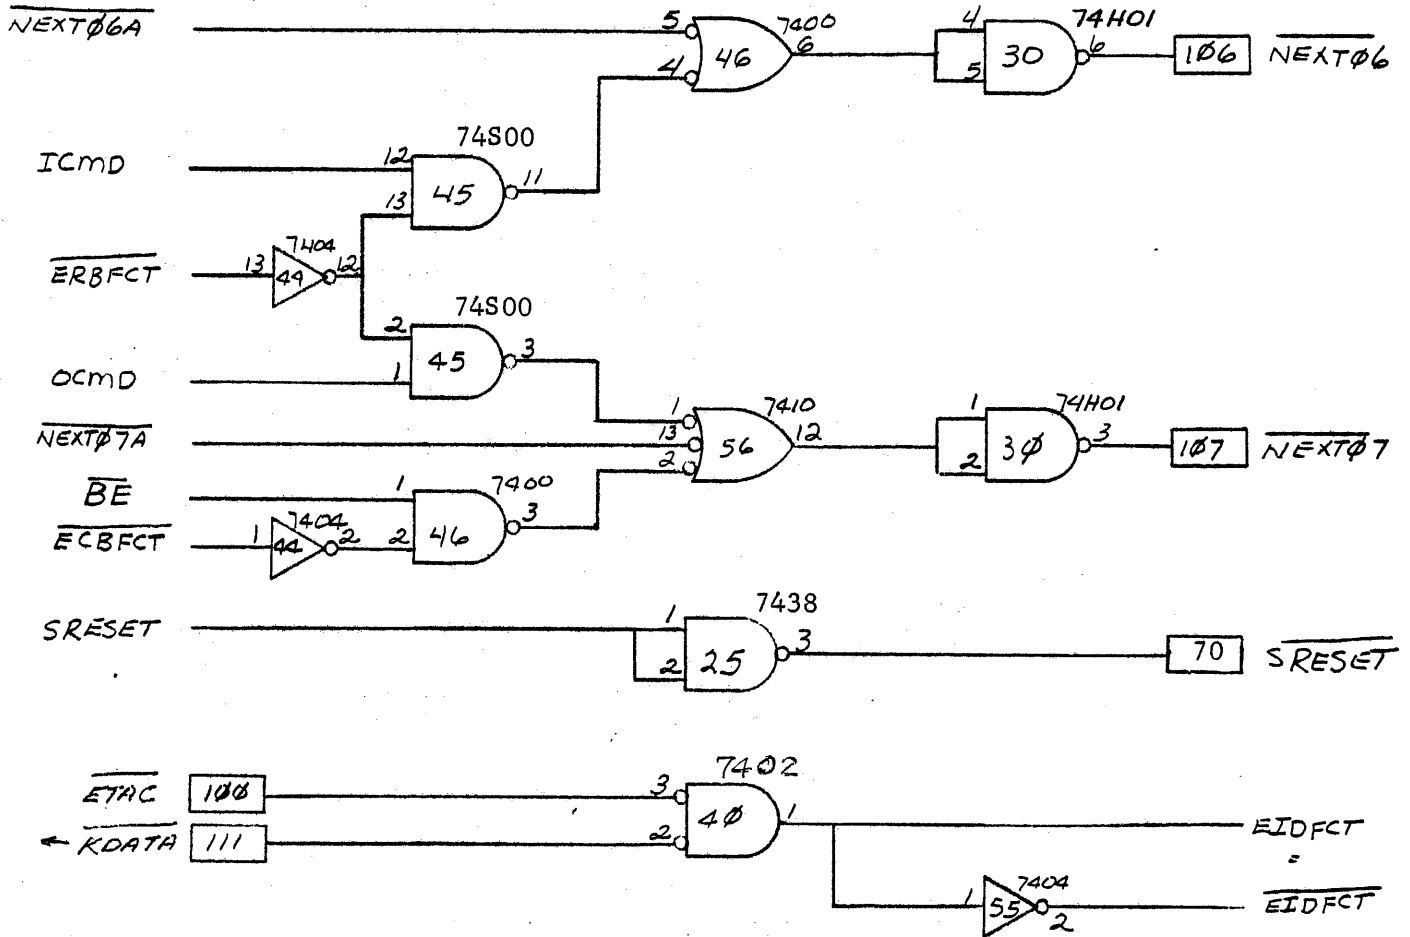 NEXTØ6A 5 7400 4 74H01
46 6 30 6 1Ø6 NEXTØ6
4 5
74S00
ICMD 12 11
45
13
7404
ERBFCT 13 44 12
74S00
2 3
45
OCMD 1
1 7410 1 74H01
NEXTØ7A 13 56 12 3Ø 3 1Ø7 NEXTØ7
2 2
BE 1 7400
46 3
ECBFCT 1 7404 44 2 2
7438
SRESET 1
25 3 70 SRESET
2
7402
ETAC 1ØØ 3
4Ø 1 EIDFCT
← KDATA 111 2 =
1 7404 55 2 EIDFCT